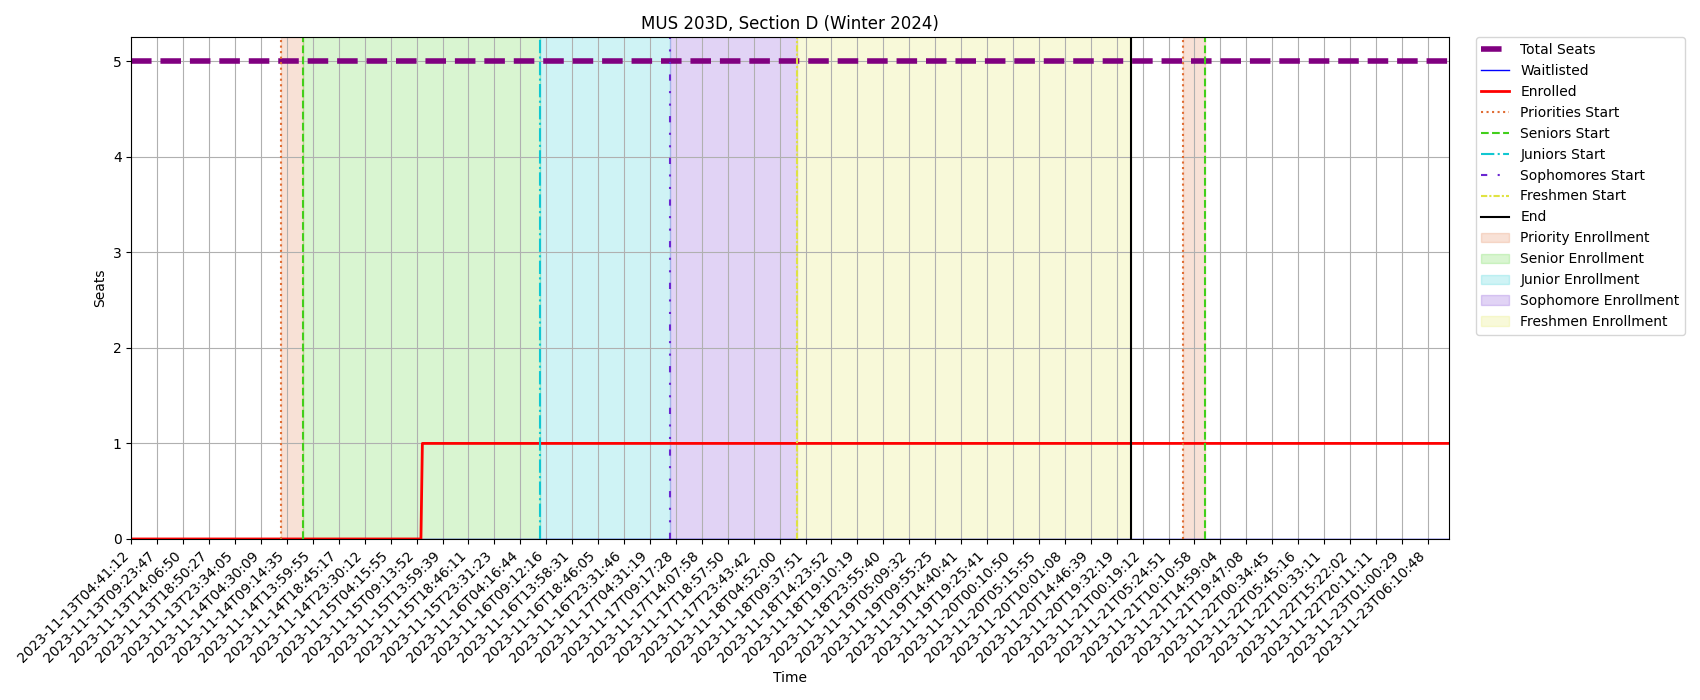 MUS 203D, Section D (Winter 2024)
Seats
5
4
3
2
1
0
2023-11-13T04:41:12
2023-11-13T09:23:47
2023-11-13T14:06:50
2023-11-13T18:50:27
2023-11-13T23:34:05
2023-11-14T04:30:09
2023-11-14T09:14:35
2023-11-14T13:59:55
2023-11-14T18:45:17
2023-11-14T23:30:12
2023-11-15T04:15:55
2023-11-15T09:13:52
2023-11-15T13:59:39
2023-11-15T18:46:11
2023-11-15T23:31:23
2023-11-16T04:16:44
2023-11-16T09:12:16
2023-11-16T13:58:31
2023-11-16T18:46:05
2023-11-16T23:31:46
2023-11-17T04:31:19
2023-11-17T09:17:28
2023-11-17T14:07:58
2023-11-17T18:57:50
2023-11-17T23:43:42
2023-11-18T04:52:00
2023-11-18T09:37:51
2023-11-18T14:23:52
2023-11-18T19:10:19
2023-11-18T23:55:40
2023-11-19T05:09:32
2023-11-19T09:55:25
2023-11-19T14:40:41
2023-11-19T19:25:41
2023-11-20T00:10:50
2023-11-20T05:15:55
2023-11-20T10:01:08
2023-11-20T14:46:39
2023-11-20T19:32:19
2023-11-21T00:19:12
2023-11-21T05:24:51
2023-11-21T10:10:58
2023-11-21T14:59:04
2023-11-21T19:47:08
2023-11-22T00:34:45
2023-11-22T05:45:16
2023-11-22T10:33:11
2023-11-22T15:22:02
2023-11-22T20:11:11
2023-11-23T01:00:29
2023-11-23T06:10:48
Time
Total Seats
Waitlisted
Enrolled
Priorities Start
Seniors Start
Juniors Start
Sophomores Start
Freshmen Start
End
Priority Enrollment
Senior Enrollment
Junior Enrollment
Sophomore Enrollment
Freshmen Enrollment